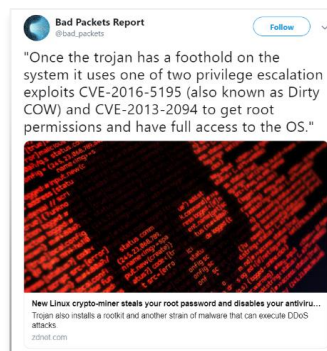 Bad Packets Report
@bad_packets
Follow
"Once the trojan has a foothold on the
system it uses one of two privilege escalation
exploits CVE-2016-5195 (also known as Dirty
COW) and CVE-2013-2094 to get root
permissions and have full access to the OS."
New Linux crypto-miner steals your root password and disables your antiviru...
Trojan also installs a rootkit and another strain of malware that can execute DDoS
attacks.
zdnet.com